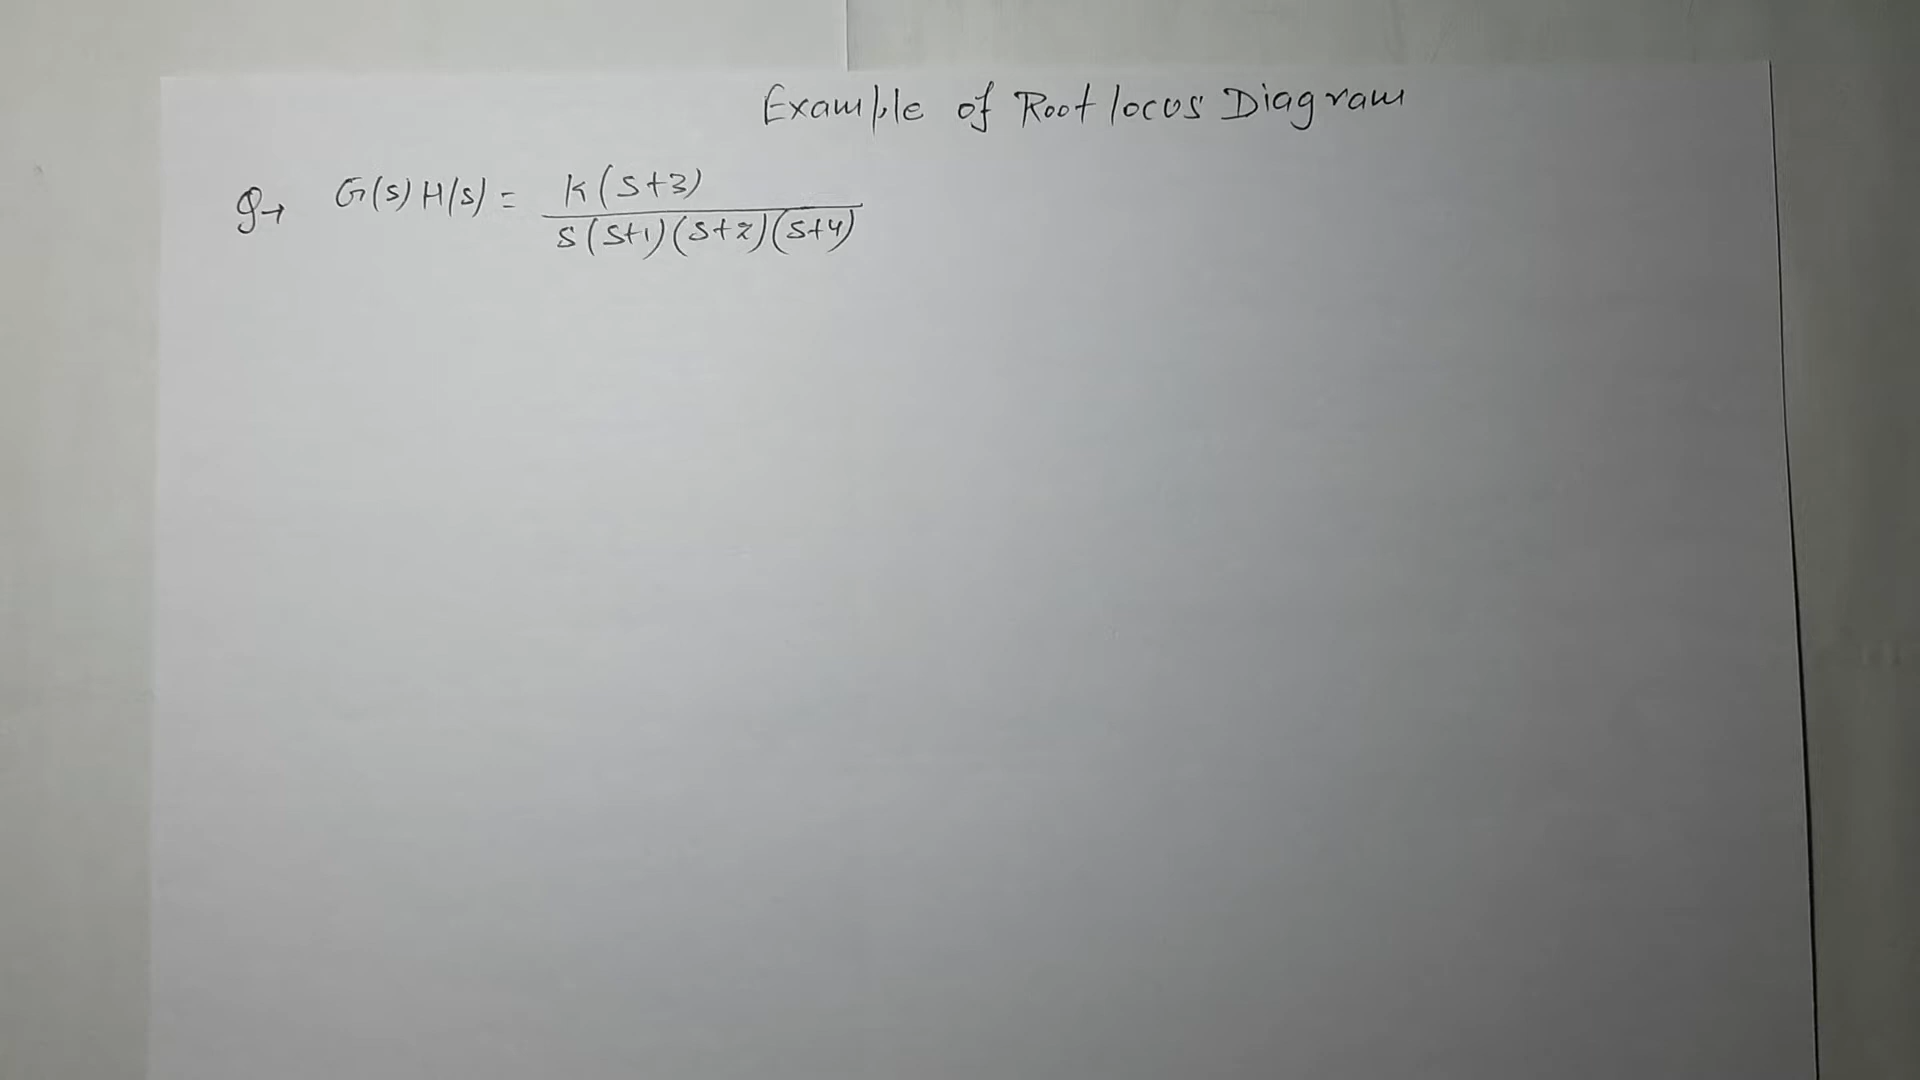 Example of Root locus Diagram
Q→ G(s)H(s) = K(s+3)
s(s+1)(s+2)(s+4)